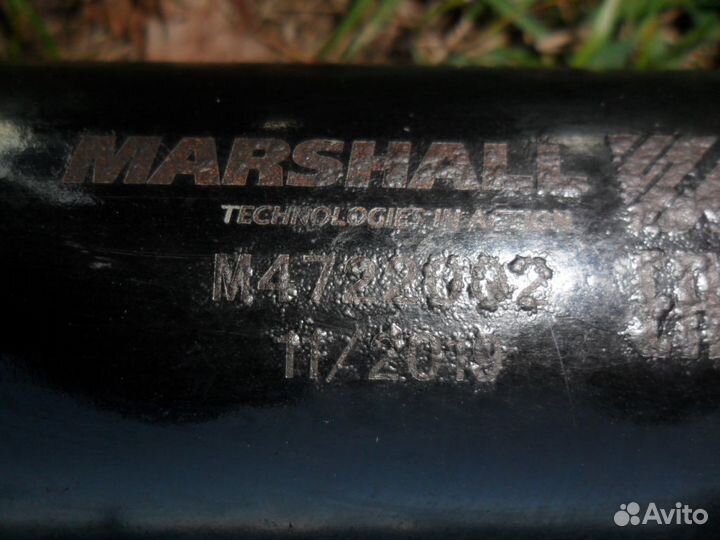 MARSHALL
TECHNOLOGIES IN ACTION
M4722002
11/2019
Avito